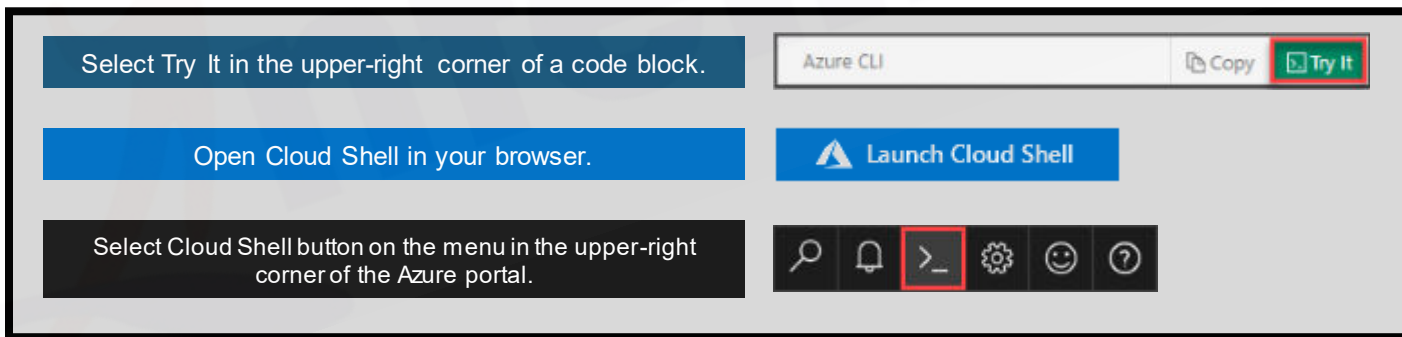 Select Try It in the upper-right corner of a code block.
Azure CLI Copy Try It
Open Cloud Shell in your browser.
Launch Cloud Shell
Select Cloud Shell button on the menu in the upper-right
corner of the Azure portal.